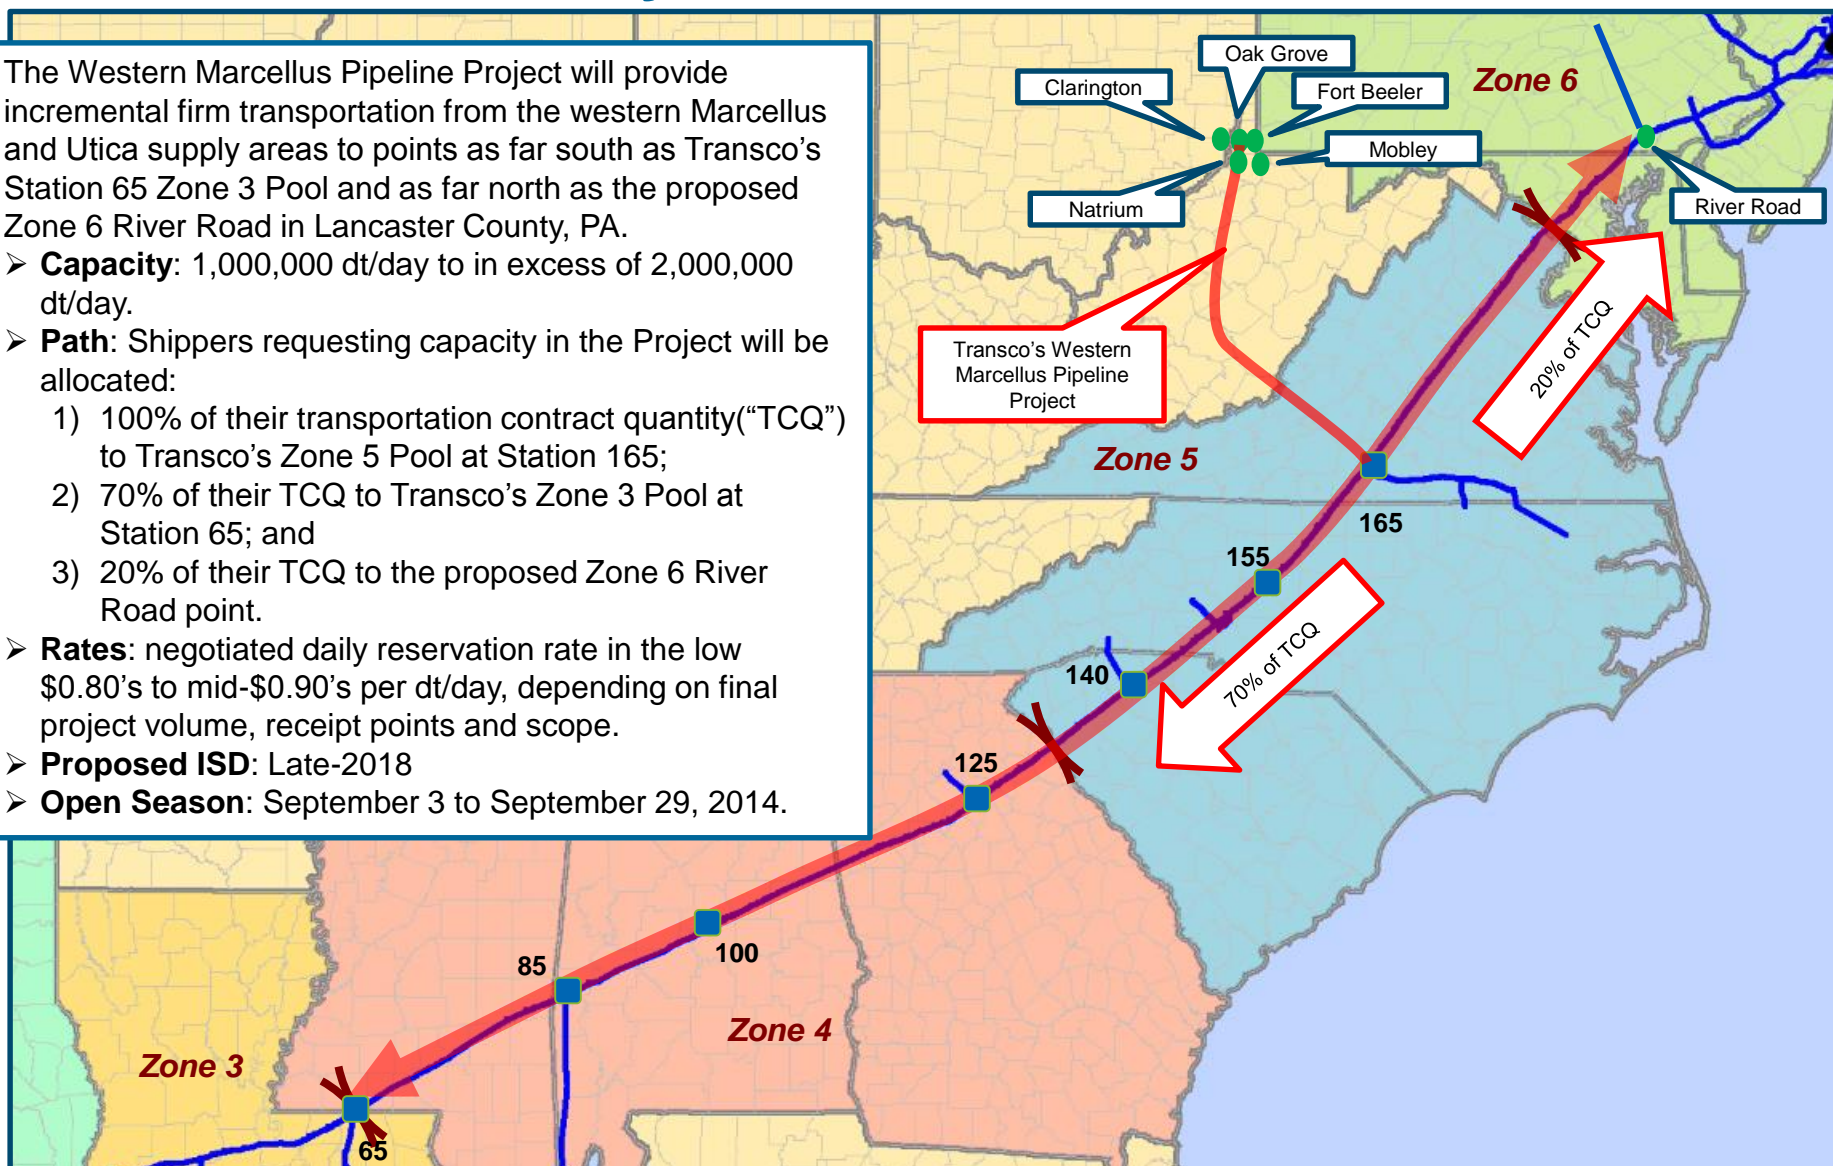 The Western Marcellus Pipeline Project will provide
incremental firm transportation from the western Marcellus
and Utica supply areas to points as far south as Transco's
Station 65 Zone 3 Pool and as far north as the proposed
Zone 6 River Road in Lancaster County, PA.
➢ Capacity: 1,000,000 dt/day to in excess of 2,000,000
dt/day.
➢ Path: Shippers requesting capacity in the Project will be
allocated:
1) 100% of their transportation contract quantity(“TCQ”)
to Transco's Zone 5 Pool at Station 165;
2) 70% of their TCQ to Transco's Zone 3 Pool at
Station 65; and
3) 20% of their TCQ to the proposed Zone 6 River
Road point.
➢ Rates: negotiated daily reservation rate in the low
$0.80's to mid-$0.90's per dt/day, depending on final
project volume, receipt points and scope.
➢ Proposed ISD: Late-2018
➢ Open Season: September 3 to September 29, 2014.
Oak Grove
Clarington
Fort Beeler
Zone 6
Mobley
Natrium
River Road
Transco's Western
Marcellus Pipeline
Project
20% of TCQ
Zone 5
165
155
70% of TCQ
140
125
100
85
Zone 4
Zone 3
65